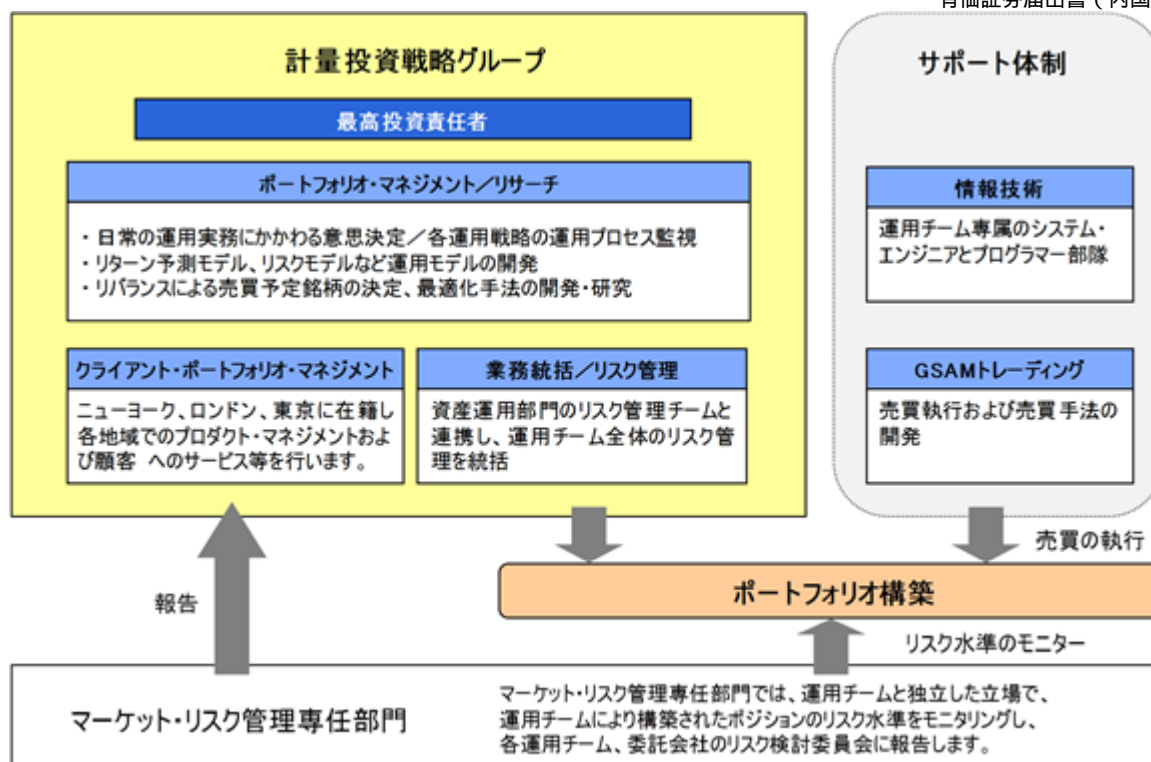 有価証券届出書(内国
計量投資戦略グループ
最高投資責任者
ポートフォリオ・マネジメント／リサーチ
・日常の運用実務にかかわる意思決定／各運用戦略の運用プロセス監視
・リターン予測モデル、リスクモデルなど運用モデルの開発
・リバランスによる売買予定銘柄の決定、最適化手法の開発・研究
クライアント・ポートフォリオ・マネジメント
ニューヨーク、ロンドン、東京に在籍し
各地域でのプロダクト・マネジメントおよ
び顧客 へのサービス等を行います。
業務統括／リスク管理
資産運用部門のリスク管理チームと
連携し、運用チーム全体のリスク管
理を統括
サポート体制
情報技術
運用チーム専属のシステム・
エンジニアとプログラマー部隊
GSAMトレーディング
売買執行および売買手法の
開発
売買の執行
報告
ポートフォリオ構築
リスク水準のモニター
マーケット・リスク管理専任部門
マーケット・リスク管理専任部門では、運用チームと独立した立場で、
運用チームにより構築されたポジションのリスク水準をモニタリングし、
各運用チーム、委託会社のリスク検討委員会に報告します。